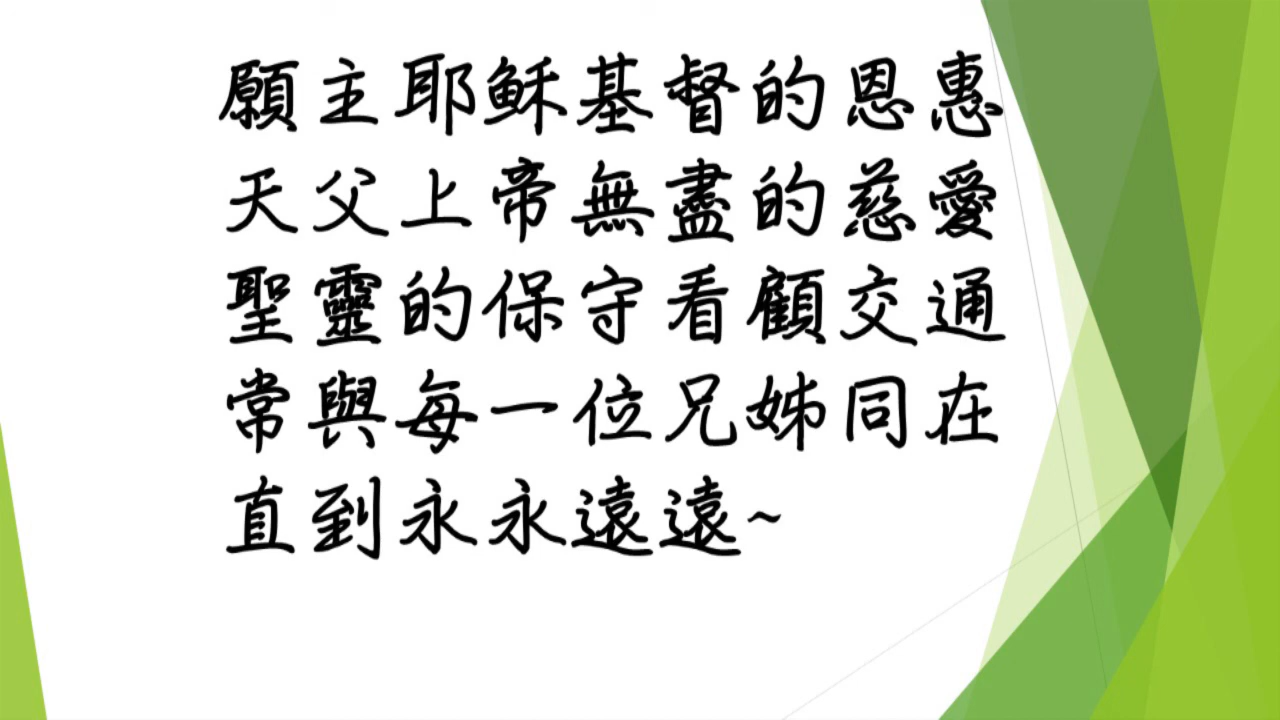 願主耶穌基督的恩惠
天父上帝無盡的慈愛
聖靈的保守看顧交通
常與每一位兄姊同在
直到永永遠遠~